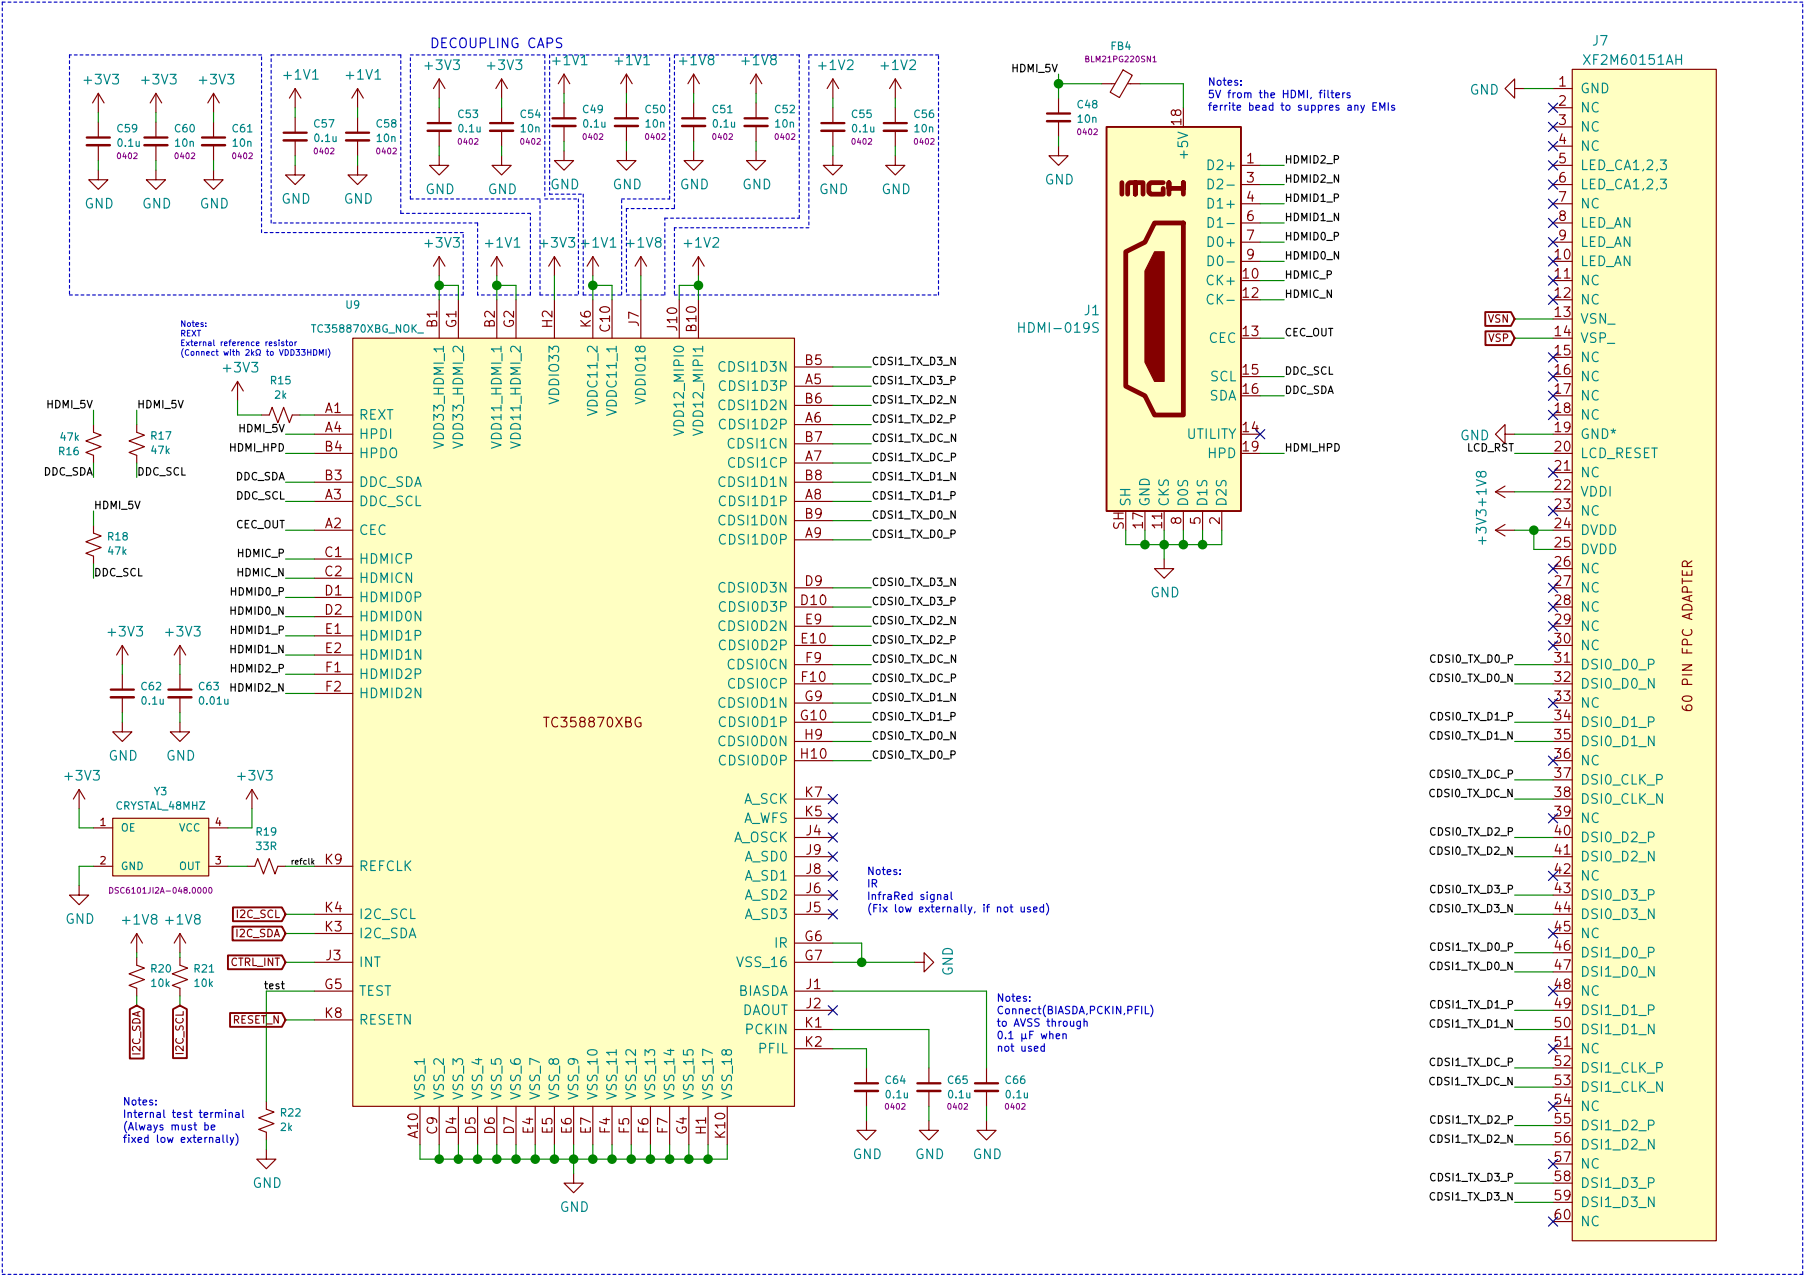 DECOUPLING CAPS
+3V3
+3V3
+3V3
C59
0.1u
0402
C60
10n
C61
10n
0402
GND
GND
GND
+1V1
+1V1
C57
0.1u
0402
C58
10n
0402
GND
GND
+3V3
+3V3
C53
0.1u
C54
10n
0402
GND
GND
+1V1
+1V1
C49
0.1u
0402
C50
10n
0402
GND
GND
+1V8
+1V8
C51
0.1u
0402
C52
10n
0402
GND
GND
+1V2
+1V2
C55
0.1u
0402
C56
10n
0402
GND
GND
+3V3
+1V1
+3V3
+1V1
+1V8
+1V2
U9
TC358870XBG_NOK_
B1
G1
B2
G2
H2
K6
C10
J7
J10
B10
VDD33_HDMI_1
VDD33_HDMI_2
VDD11_HDMI_1
VDD11_HDMI_2
VDDIO33
VDDC11_2
VDDC11_1
VDDIO18
VDD12_MIPI0
VDD12_MIPI1
Notes:
REXT
External reference resistor
(Connect with 2kΩ to VDD33HDMI)
+3V3
R15
2k
A1 REXT
HDMI_5V A4 HPDI
HDMI_HPD B4 HPDO
DDC_SDA B3 DDC_SDA
DDC_SCL A3 DDC_SCL
CEC_OUT A2 CEC
HDMIC_P C1 HDMICP
HDMIC_N C2 HDMICN
HDMID0_P D1 HDMID0P
HDMID0_N D2 HDMID0N
HDMID1_P E1 HDMID1P
HDMID1_N E2 HDMID1N
HDMID2_P F1 HDMID2P
HDMID2_N F2 HDMID2N
refclk K9 REFCLK
I2C_SCL K4 I2C_SCL
I2C_SDA K3 I2C_SDA
CTRL_INT J3 INT
test G5 TEST
RESET_N K8 RESETN
HDMI_5V
47k
R16
DDC_SDA
HDMI_5V
R17
47k
DDC_SCL
HDMI_5V
R18
47k
DDC_SCL
+3V3
C62
0.1u
GND
+3V3
C63
0.01u
GND
+3V3
+3V3
Y3
CRYSTAL_48MHZ
1 OE VCC 4
2 GND OUT 3
DSC6101JI2A-048.0000
GND
R19
33R
+1V8
+1V8
R20
10k
R21
10k
I2C_SDA
I2C_SCL
Notes:
Internal test terminal
(Always must be
fixed low externally)
R22
2k
GND
TC358870XBG
CDSI1D3N B5 CDSI1_TX_D3_N
CDSI1D3P A5 CDSI1_TX_D3_P
CDSI1D2N B6 CDSI1_TX_D2_N
CDSI1D2P A6 CDSI1_TX_D2_P
CDSI1CN B7 CDSI1_TX_DC_N
CDSI1CP A7 CDSI1_TX_DC_P
CDSI1D1N B8 CDSI1_TX_D1_N
CDSI1D1P A8 CDSI1_TX_D1_P
CDSI1D0N B9 CDSI1_TX_D0_N
CDSI1D0P A9 CDSI1_TX_D0_P
CDSI0D3N D9 CDSI0_TX_D3_N
CDSI0D3P D10 CDSI0_TX_D3_P
CDSI0D2N E9 CDSI0_TX_D2_N
CDSI0D2P E10 CDSI0_TX_D2_P
CDSI0CN F9 CDSI0_TX_DC_N
CDSI0CP F10 CDSI0_TX_DC_P
CDSI0D1N G9 CDSI0_TX_D1_N
CDSI0D1P G10 CDSI0_TX_D1_P
CDSI0D0N H9 CDSI0_TX_D0_N
CDSI0D0P H10 CDSI0_TX_D0_P
A_SCK K7
A_WFS K5
A_OSCK J4
A_SD0 J9
A_SD1 J8
A_SD2 J6
A_SD3 J5
IR G6
VSS_16 G7
GND
BIASDA J1
DAOUT J2
PCKIN K1
PFIL K2
Notes:
IR
InfraRed signal
(Fix low externally, if not used)
Notes:
Connect(BIASDA,PCKIN,PFIL)
to AVSS through
0.1 µF when
not used
C64
0.1u
0402
GND
C65
0.1u
0402
GND
C66
0.1u
0402
GND
VSS_1
VSS_2
VSS_3
VSS_4
VSS_5
VSS_6
VSS_7
VSS_8
VSS_9
VSS_10
VSS_11
VSS_12
VSS_13
VSS_14
VSS_15
VSS_17
VSS_18
A10
C9
D4
D5
D6
D7
E4
E5
E6
E7
F4
F5
F6
F7
G4
H1
K10
GND
HDMI_5V
FB4
BLM21PG220SN1
C48
10n
0402
GND
Notes:
5V from the HDMI, filters
ferrite bead to suppres any EMIs
J1
HDMI-019S
18
+5V
HDMI
D2+ 1 HDMID2_P
D2- 3 HDMID2_N
D1+ 4 HDMID1_P
D1- 6 HDMID1_N
D0+ 7 HDMID0_P
D0- 9 HDMID0_N
CK+ 10 HDMIC_P
CK- 12 HDMIC_N
CEC 13 CEC_OUT
SCL 15 DDC_SCL
SDA 16 DDC_SDA
UTILITY 14
HPD 19 HDMI_HPD
SH
GND
CKS
D0S
D1S
D2S
SH
17
11
8
5
2
GND
J7
XF2M60151AH
60 PIN FPC ADAPTER
GND 1 GND
2 NC
3 NC
4 NC
5 LED_CA1,2,3
6 LED_CA1,2,3
7 NC
8 LED_AN
9 LED_AN
10 LED_AN
11 NC
12 NC
VSN 13 VSN_
VSP 14 VSP_
15 NC
16 NC
17 NC
18 NC
GND 19 GND*
LCD_RST 20 LCD_RESET
21 NC
+1V8 22 VDDI
23 NC
+3V3 24 DVDD
25 DVDD
26 NC
27 NC
28 NC
29 NC
30 NC
CDSI0_TX_D0_P 31 DSI0_D0_P
CDSI0_TX_D0_N 32 DSI0_D0_N
33 NC
CDSI0_TX_D1_P 34 DSI0_D1_P
CDSI0_TX_D1_N 35 DSI0_D1_N
36 NC
CDSI0_TX_DC_P 37 DSI0_CLK_P
CDSI0_TX_DC_N 38 DSI0_CLK_N
39 NC
CDSI0_TX_D2_P 40 DSI0_D2_P
CDSI0_TX_D2_N 41 DSI0_D2_N
42 NC
CDSI0_TX_D3_P 43 DSI0_D3_P
CDSI0_TX_D3_N 44 DSI0_D3_N
45 NC
CDSI1_TX_D0_P 46 DSI1_D0_P
CDSI1_TX_D0_N 47 DSI1_D0_N
48 NC
CDSI1_TX_D1_P 49 DSI1_D1_P
CDSI1_TX_D1_N 50 DSI1_D1_N
51 NC
CDSI1_TX_DC_P 52 DSI1_CLK_P
CDSI1_TX_DC_N 53 DSI1_CLK_N
54 NC
CDSI1_TX_D2_P 55 DSI1_D2_P
CDSI1_TX_D2_N 56 DSI1_D2_N
57 NC
CDSI1_TX_D3_P 58 DSI1_D3_P
CDSI1_TX_D3_N 59 DSI1_D3_N
60 NC